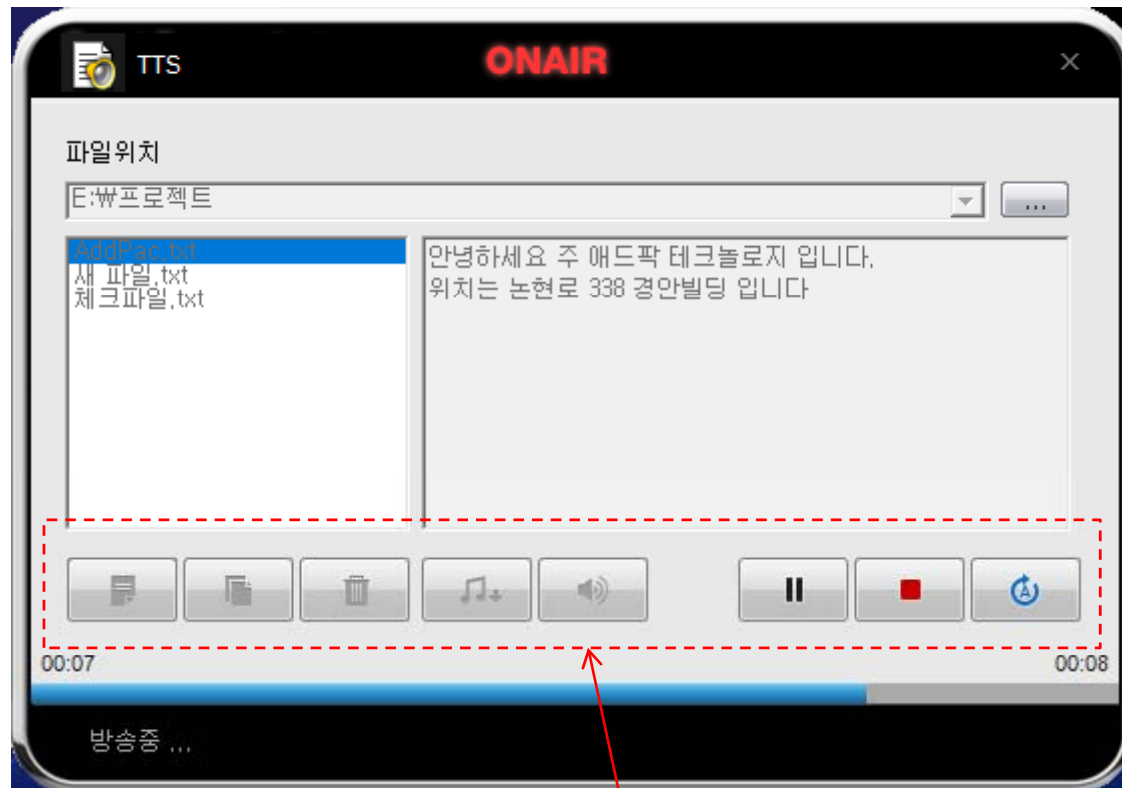 TTS
ONAIR
파일위치
E:₩프로젝트
...
AddPac.txt
새 파일.txt
체크파일.txt
안녕하세요 주 애드팍 테크놀로지 입니다.
위치는 논현로 338 경안빌딩 입니다
A
00:07
00:08
방송중 ...